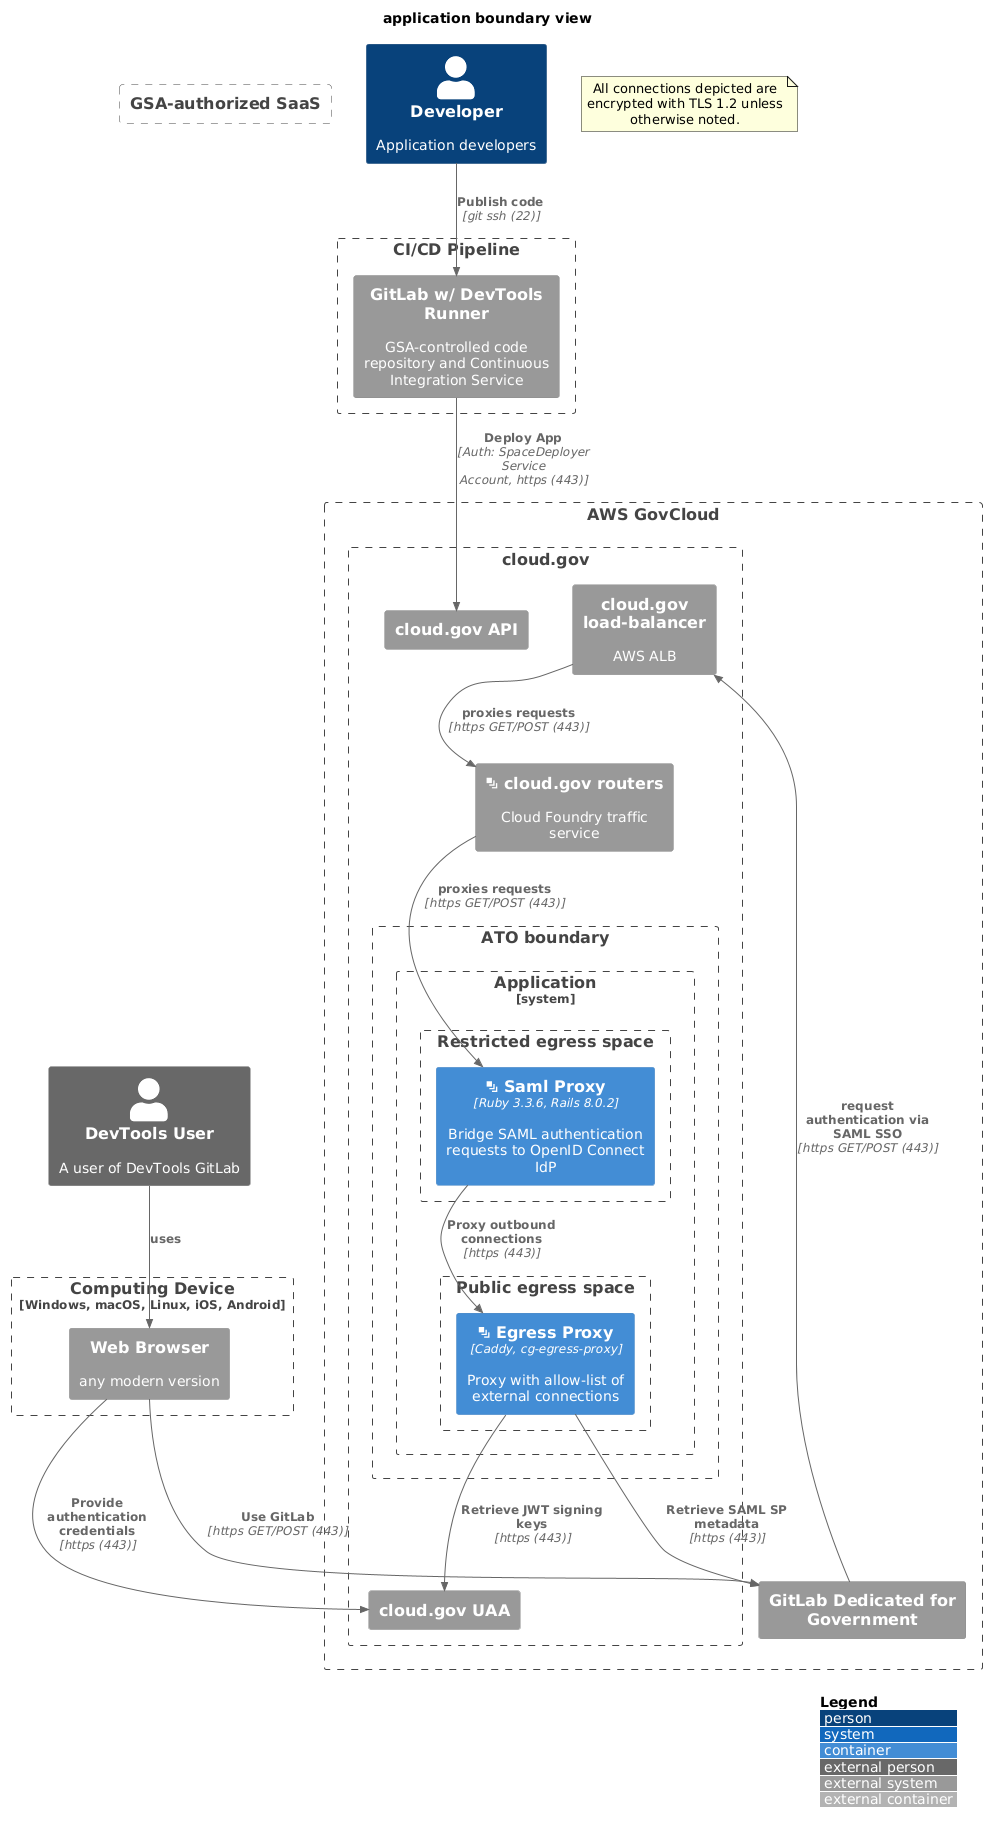 application boundary view
GSA-authorized SaaS
Developer
Application developers
All connections depicted are
encrypted with TLS 1.2 unless
otherwise noted.
Publish code
[git ssh (22)]
CI/CD Pipeline
GitLab w/ DevTools
Runner
GSA-controlled code
repository and Continuous
Integration Service
Deploy App
[Auth: SpaceDeployer
Service
Account, https (443)]
AWS GovCloud
cloud.gov
cloud.gov API
cloud.gov
load-balancer
AWS ALB
proxies requests
[https GET/POST (443)]
cloud.gov routers
Cloud Foundry traffic
service
proxies requests
[https GET/POST (443)]
ATO boundary
Application
[system]
Restricted egress space
Saml Proxy
[Ruby 3.3.6, Rails 8.0.2]
Bridge SAML authentication
requests to OpenID Connect
IdP
DevTools User
A user of DevTools GitLab
request
authentication via
SAML SSO
[https GET/POST (443)]
uses
Proxy outbound
connections
[https (443)]
Computing Device
[Windows, macOS, Linux, iOS, Android]
Web Browser
any modern version
Public egress space
Egress Proxy
[Caddy, cg-egress-proxy]
Proxy with allow-list of
external connections
Provide
authentication
credentials
[https (443)]
Use GitLab
[https GET/POST (443)]
Retrieve JWT signing
keys
[https (443)]
Retrieve SAML SP
metadata
[https (443)]
cloud.gov UAA
GitLab Dedicated for
Government
Legend
person
system
container
external person
external system
external container